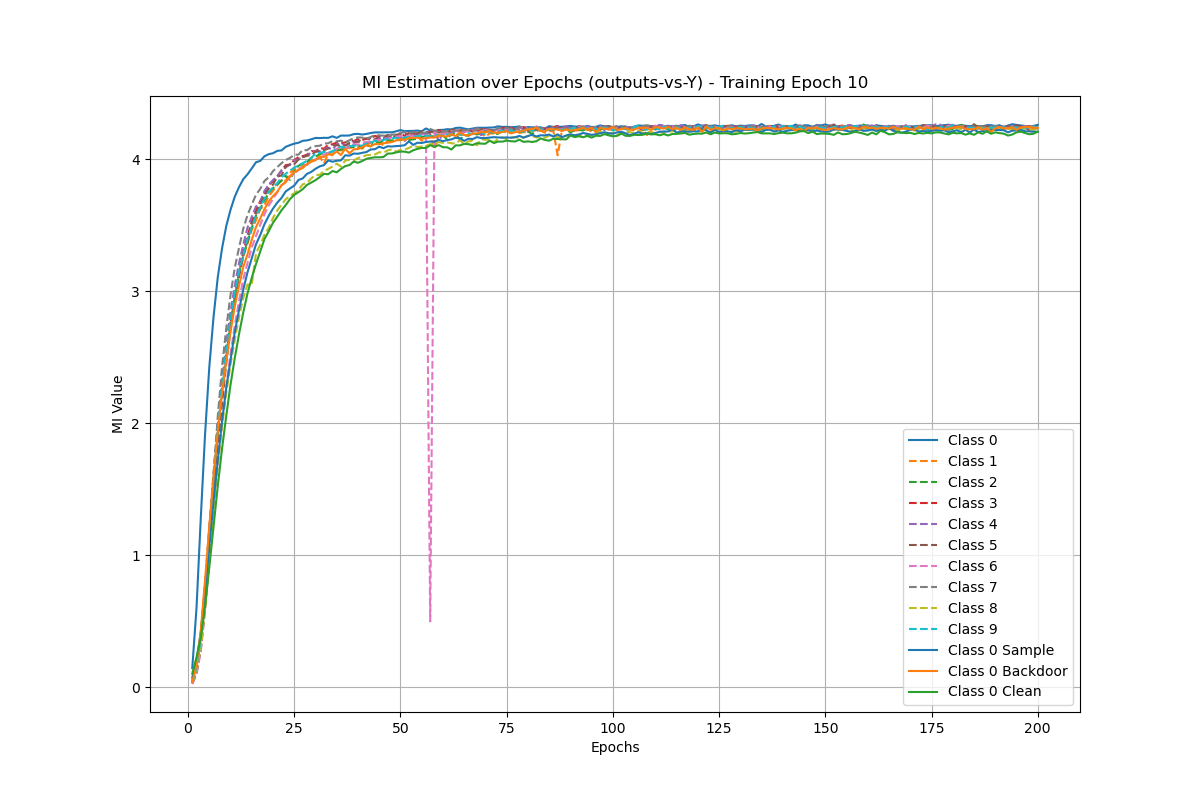 MI Estimation over Epochs (outputs-vs-Y) - Training Epoch 10
MI Value
4
3
2
1
0
0 25 50 75 100 125 150 175 200
Epochs
Class 0
Class 1
Class 2
Class 3
Class 4
Class 5
Class 6
Class 7
Class 8
Class 9
Class 0 Sample
Class 0 Backdoor
Class 0 Clean